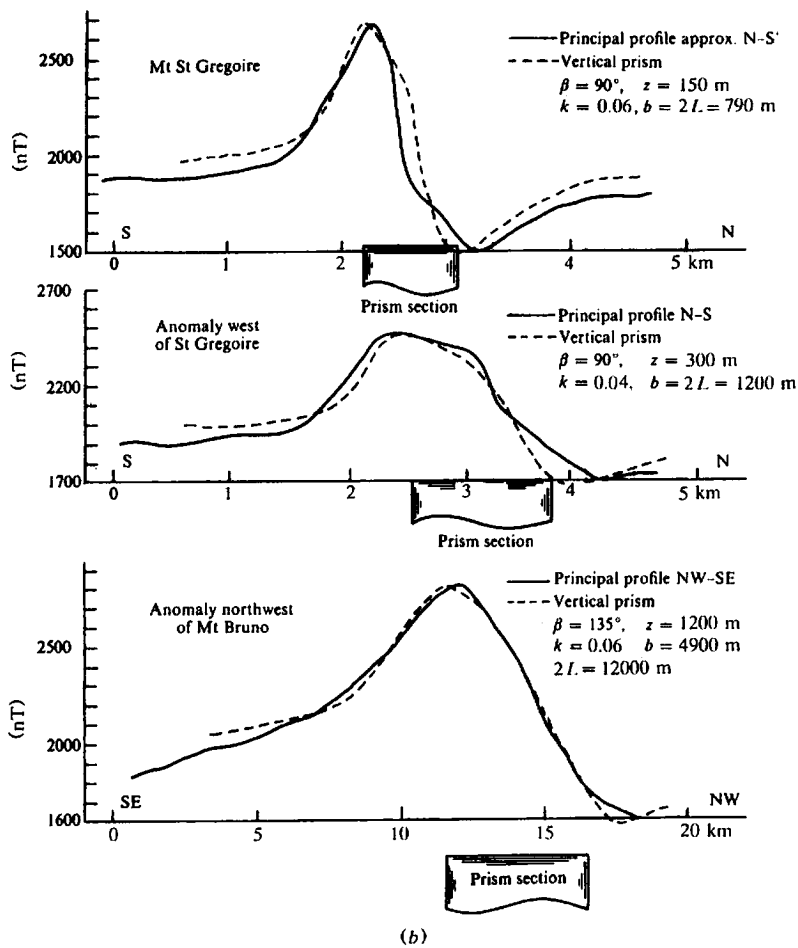 Mt St Gregoire
Principal profile approx. N-S'
Vertical prism
β = 90°, z = 150 m
k = 0.06, b = 2L = 790 m
(nT)
2500
2000
1500
S
N
0 1 2 4 5 km
Prism section
Anomaly west
of St Gregoire
Principal profile N-S
Vertical prism
β = 90°, z = 300 m
k = 0.04, b = 2L = 1200 m
(nT)
2700
2200
1700
S
N
0 1 2 3 4 5 km
Prism section
Anomaly northwest
of Mt Bruno
Principal profile NW-SE
Vertical prism
β = 135°, z = 1200 m
k = 0.06 b = 4900 m
2L = 12000 m
(nT)
2500
2000
1600
SE
NW
0 5 10 15 20 km
Prism section
(b)